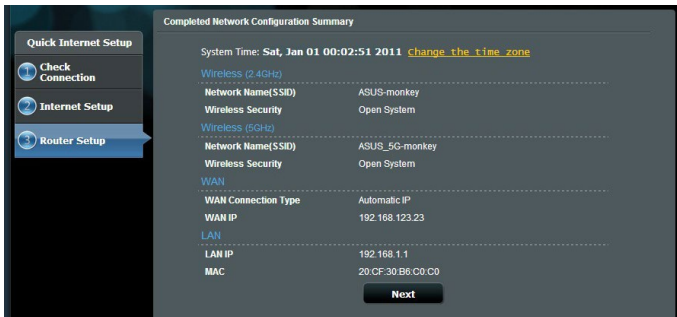 Completed Network Configuration Summary
Quick Internet Setup
1 Check Connection
2 Internet Setup
3 Router Setup
System Time: Sat, Jan 01 00:02:51 2011 Change the time zone
Wireless (2.4GHz)
Network Name(SSID) ASUS-monkey
Wireless Security Open System
Wireless (5GHz)
Network Name(SSID) ASUS_5G-monkey
Wireless Security Open System
WAN
WAN Connection Type Automatic IP
WAN IP 192.168.123.23
LAN
LAN IP 192.168.1.1
MAC 20:CF:30:B6:C0:C0
Next